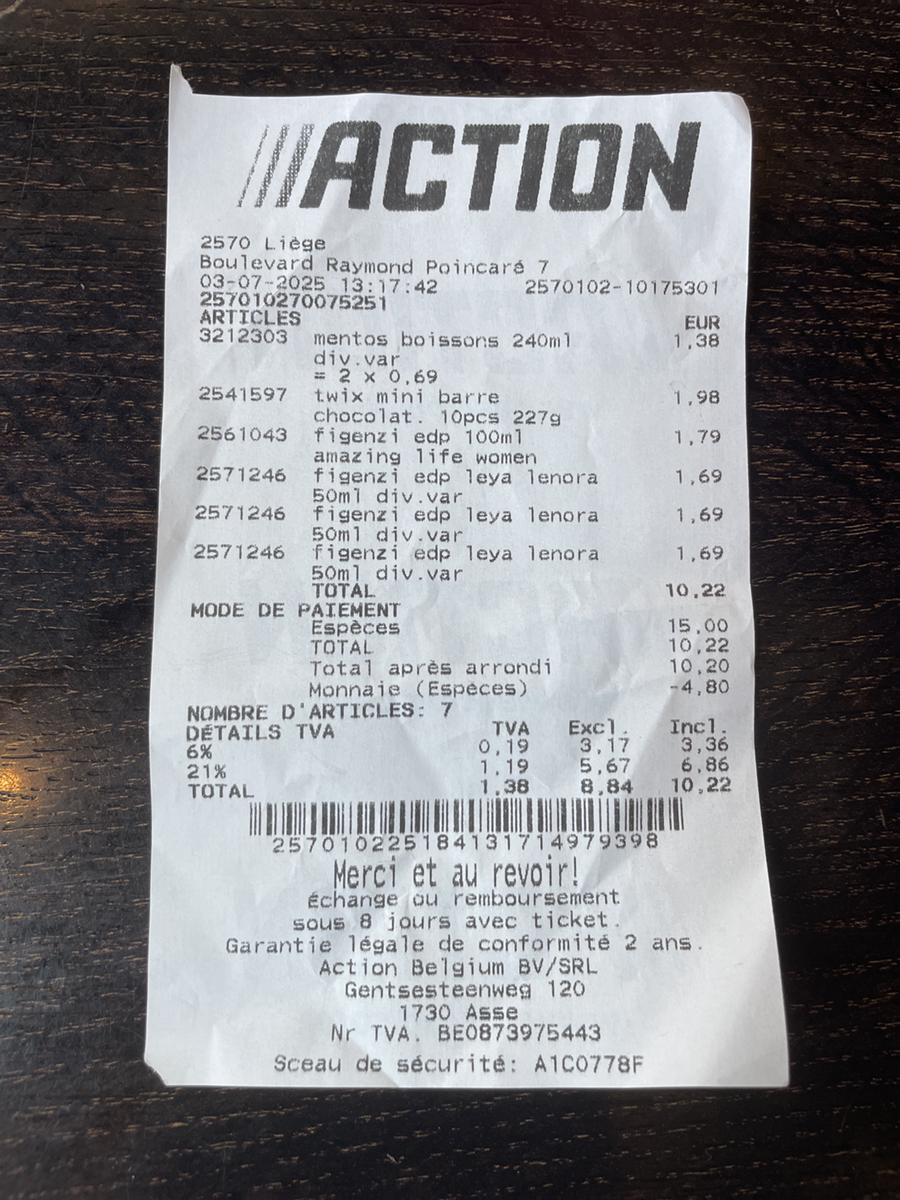 ACTION
2570 Liège
Boulevard Raymond Poincaré 7
03-07-2025 13:17:42 2570102-10175301
257010270075251
ARTICLES EUR
3212303 mentos boissons 240ml 1,38
div.var
= 2 x 0,69
2541597 twix mini barre 1,98
chocolat. 10pcs 227g
2561043 figenzi edp 100ml 1,79
amazing life women
2571246 figenzi edp leya lenora 1,69
50ml div.var
2571246 figenzi edp leya lenora 1,69
50ml div.var
2571246 figenzi edp leya lenora 1,69
50ml div.var
TOTAL 10,22
MODE DE PAIEMENT
Espèces 15,00
TOTAL 10,22
Total après arrondi 10,20
Monnaie (Espèces) -4,80
NOMBRE D'ARTICLES: 7
DÉTAILS TVA TVA Excl. Incl.
6% 0,19 3,17 3,36
21% 1,19 5,67 6,86
TOTAL 1,38 8,84 10,22
257010225184131714979398
Merci et au revoir!
échange ou remboursement
sous 8 jours avec ticket.
Garantie légale de conformité 2 ans.
Action Belgium BV/SRL
Gentsesteenweg 120
1730 Asse
Nr TVA. BE0873975443
Sceau de sécurité: A1C0778F